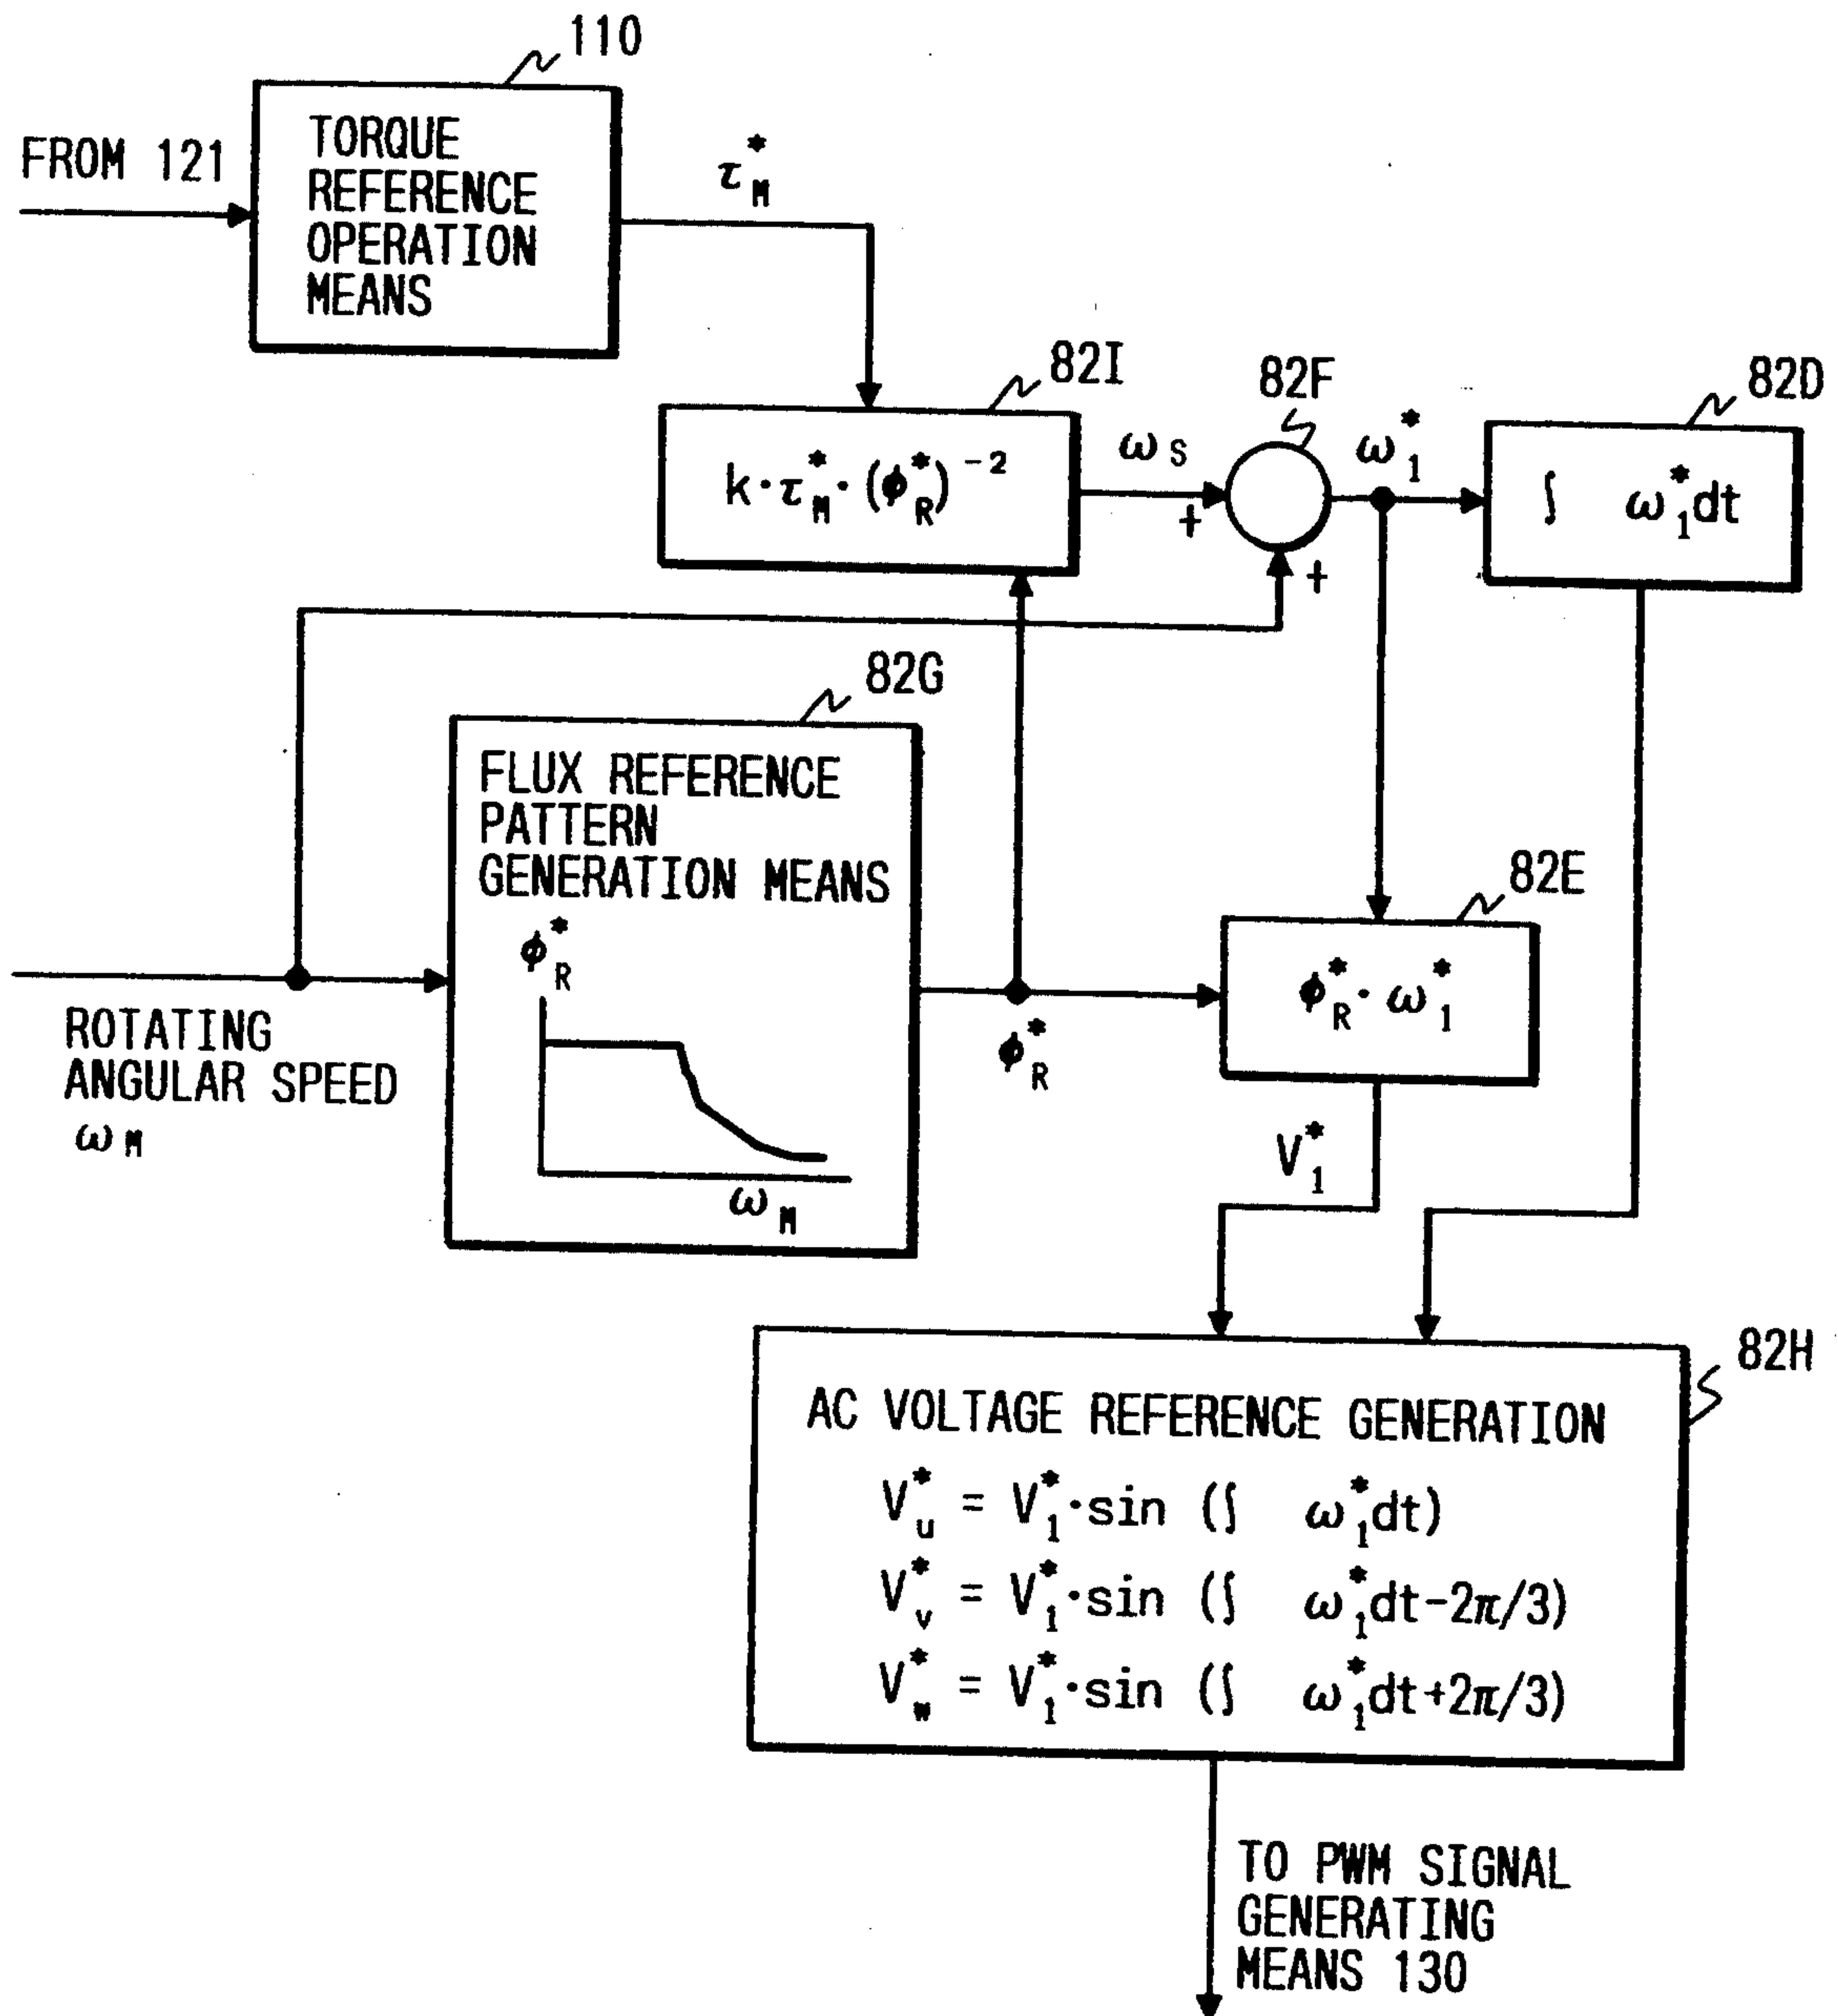 110
FROM 121
TORQUE
REFERENCE
OPERATION
MEANS
τ*M
82I
82F
82D
k·τ*M·(ϕ*R)⁻²
ωS
ω*1
∫ ω*1dt
+
+
82G
FLUX REFERENCE
PATTERN
GENERATION MEANS
ϕ*R
ωM
ROTATING
ANGULAR SPEED
ωM
ϕ*R
82E
ϕ*R·ω*1
V*1
82H
AC VOLTAGE REFERENCE GENERATION
V*u = V*1·sin (∫ ω*1dt)
V*v = V*1·sin (∫ ω*1dt-2π/3)
V*w = V*1·sin (∫ ω*1dt+2π/3)
TO PWM SIGNAL
GENERATING
MEANS 130